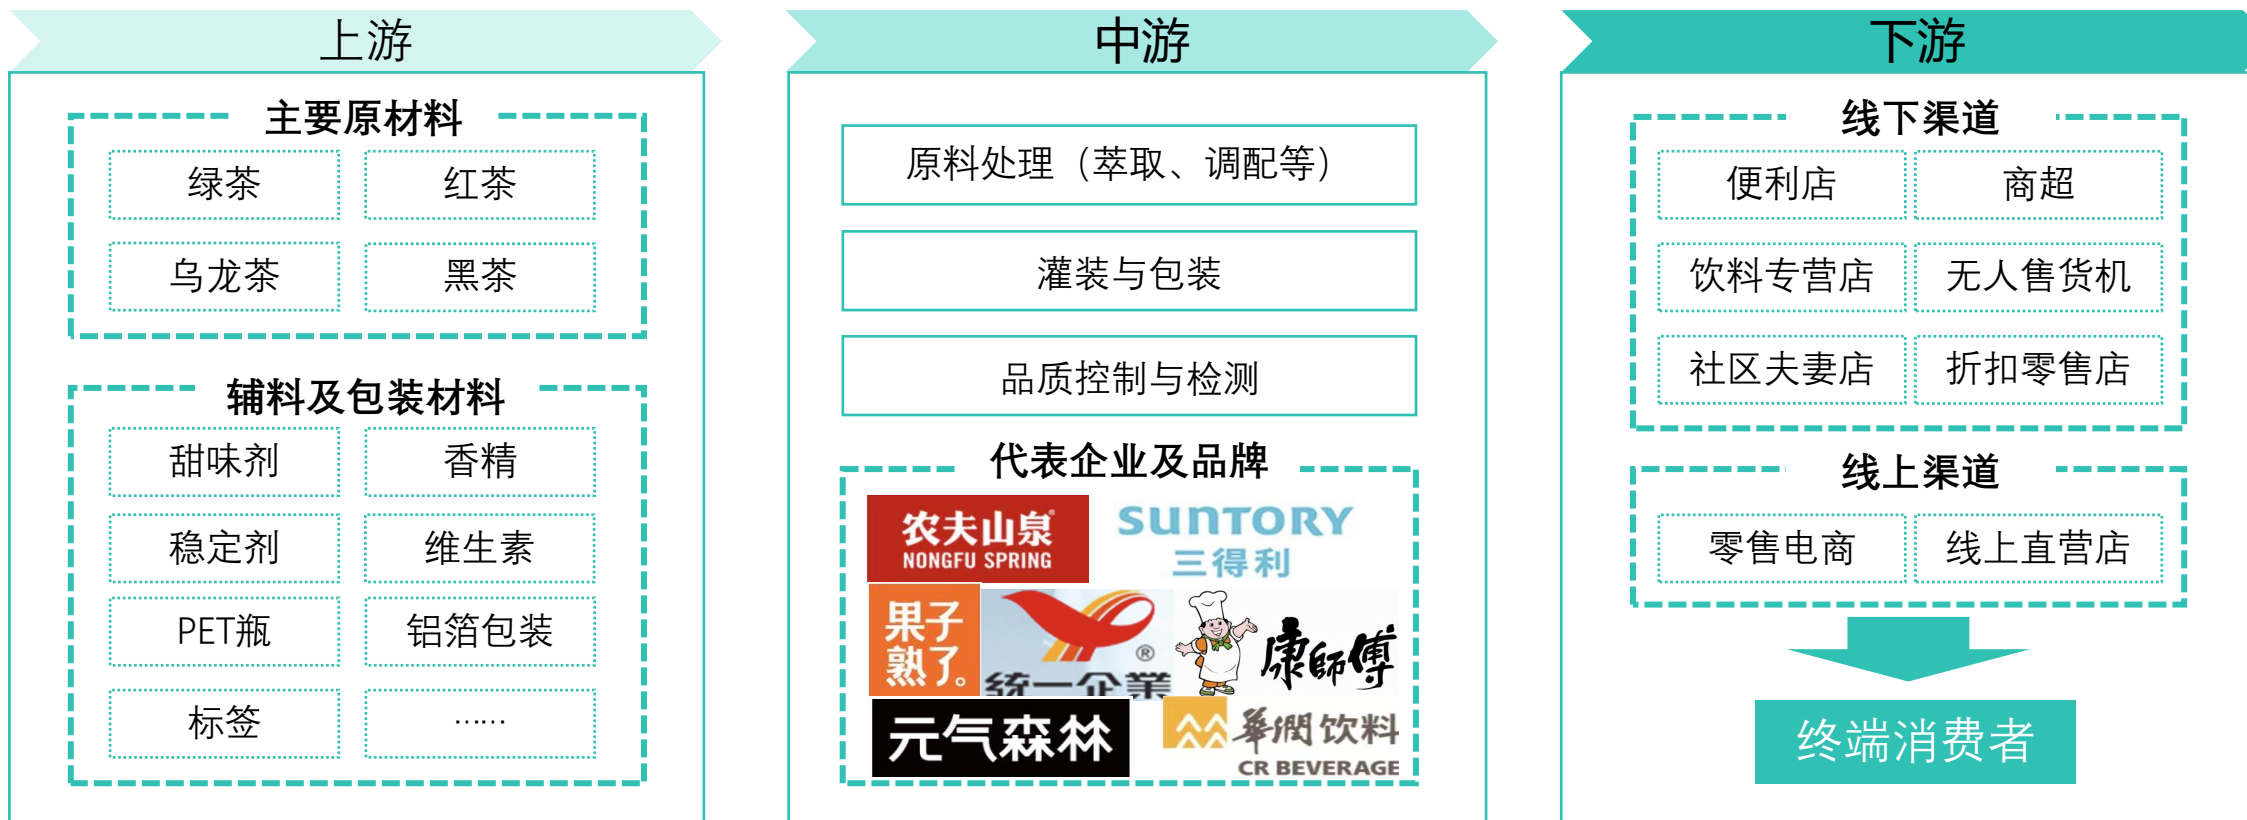 上游
主要原材料
绿茶
红茶
乌龙茶
黑茶
辅料及包装材料
甜味剂
香精
稳定剂
维生素
PET瓶
铝箔包装
标签
……
中游
原料处理（萃取、调配等）
灌装与包装
品质控制与检测
代表企业及品牌
农夫山泉®
NONGFU SPRING
SUNTORY
三得利
果子
熟了。
®
統一企業
康師傅
元气森林
華潤饮料
CR BEVERAGE
下游
线下渠道
便利店
商超
饮料专营店
无人售货机
社区夫妻店
折扣零售店
线上渠道
零售电商
线上直营店
终端消费者